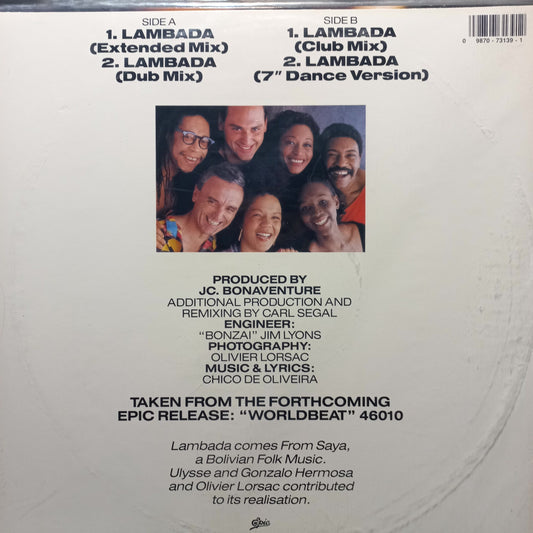 SIDE A
1. LAMBADA
(Extended Mix)
2. LAMBADA
(Dub Mix)
SIDE B
1. LAMBADA
(Club Mix)
2. LAMBADA
(7" Dance Version)
0 9870 - 73139 - 1
PRODUCED BY
JC. BONAVENTURE
ADDITIONAL PRODUCTION AND
REMIXING BY CARL SEGAL
ENGINEER:
"BONZAI" JIM LYONS
PHOTOGRAPHY:
OLIVIER LORSAC
MUSIC & LYRICS:
CHICO DE OLIVEIRA
TAKEN FROM THE FORTHCOMING
EPIC RELEASE: "WORLDBEAT" 46010
Lambada comes From Saya,
a Bolivian Folk Music.
Ulysse and Gonzalo Hermosa
and Olivier Lorsac contributed
to its realisation.
Epic